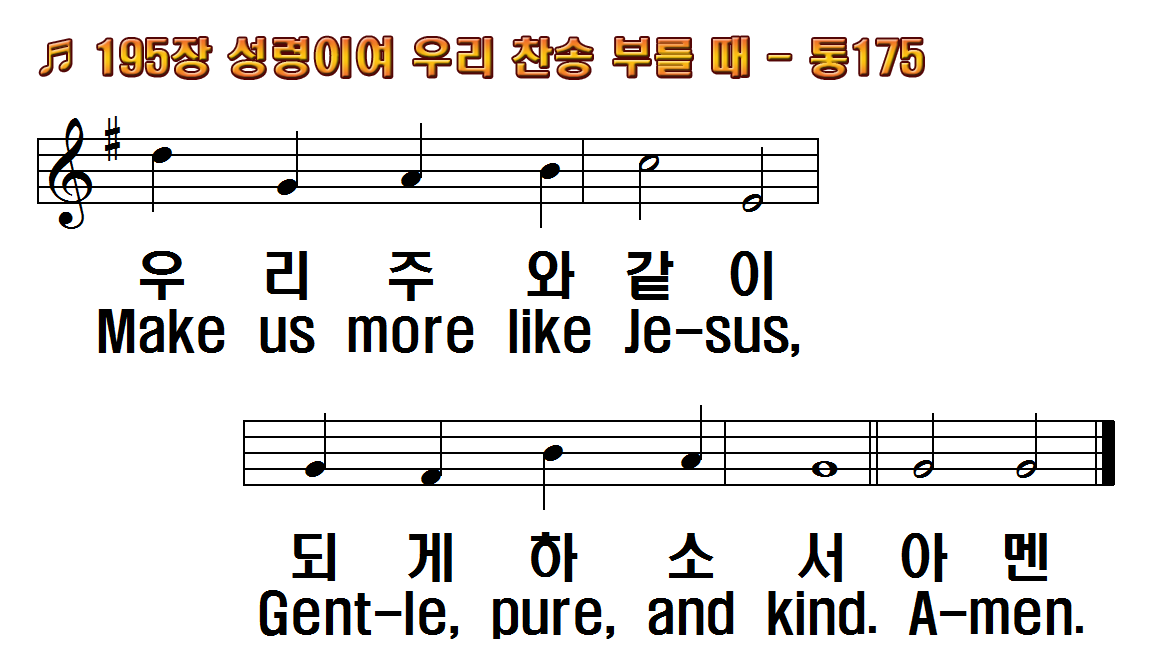 ♬ 195장 성령이여 우리 찬송 부를 때 - 통175
우 리 주 와 같 이
Make us more like Je-sus,
되 게 하 소 서 아 멘
Gent-le, pure, and kind. A-men.